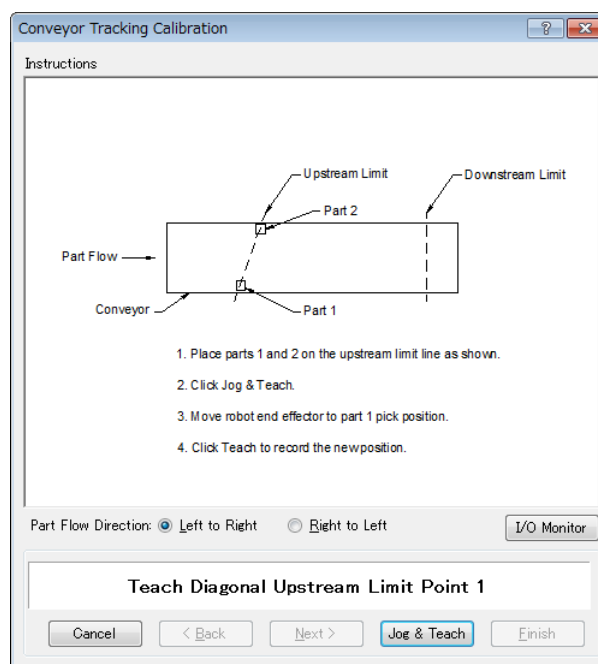 Conveyor Tracking Calibration
Instructions
Upstream Limit
Downstream Limit
Part 2
Part Flow
Conveyor
Part 1
1. Place parts 1 and 2 on the upstream limit line as shown.
2. Click Jog & Teach.
3. Move robot end effector to part 1 pick position.
4. Click Teach to record the new position.
Part Flow Direction: Left to Right Right to Left I/O Monitor
Teach Diagonal Upstream Limit Point 1
Cancel < Back Next > Jog & Teach Finish